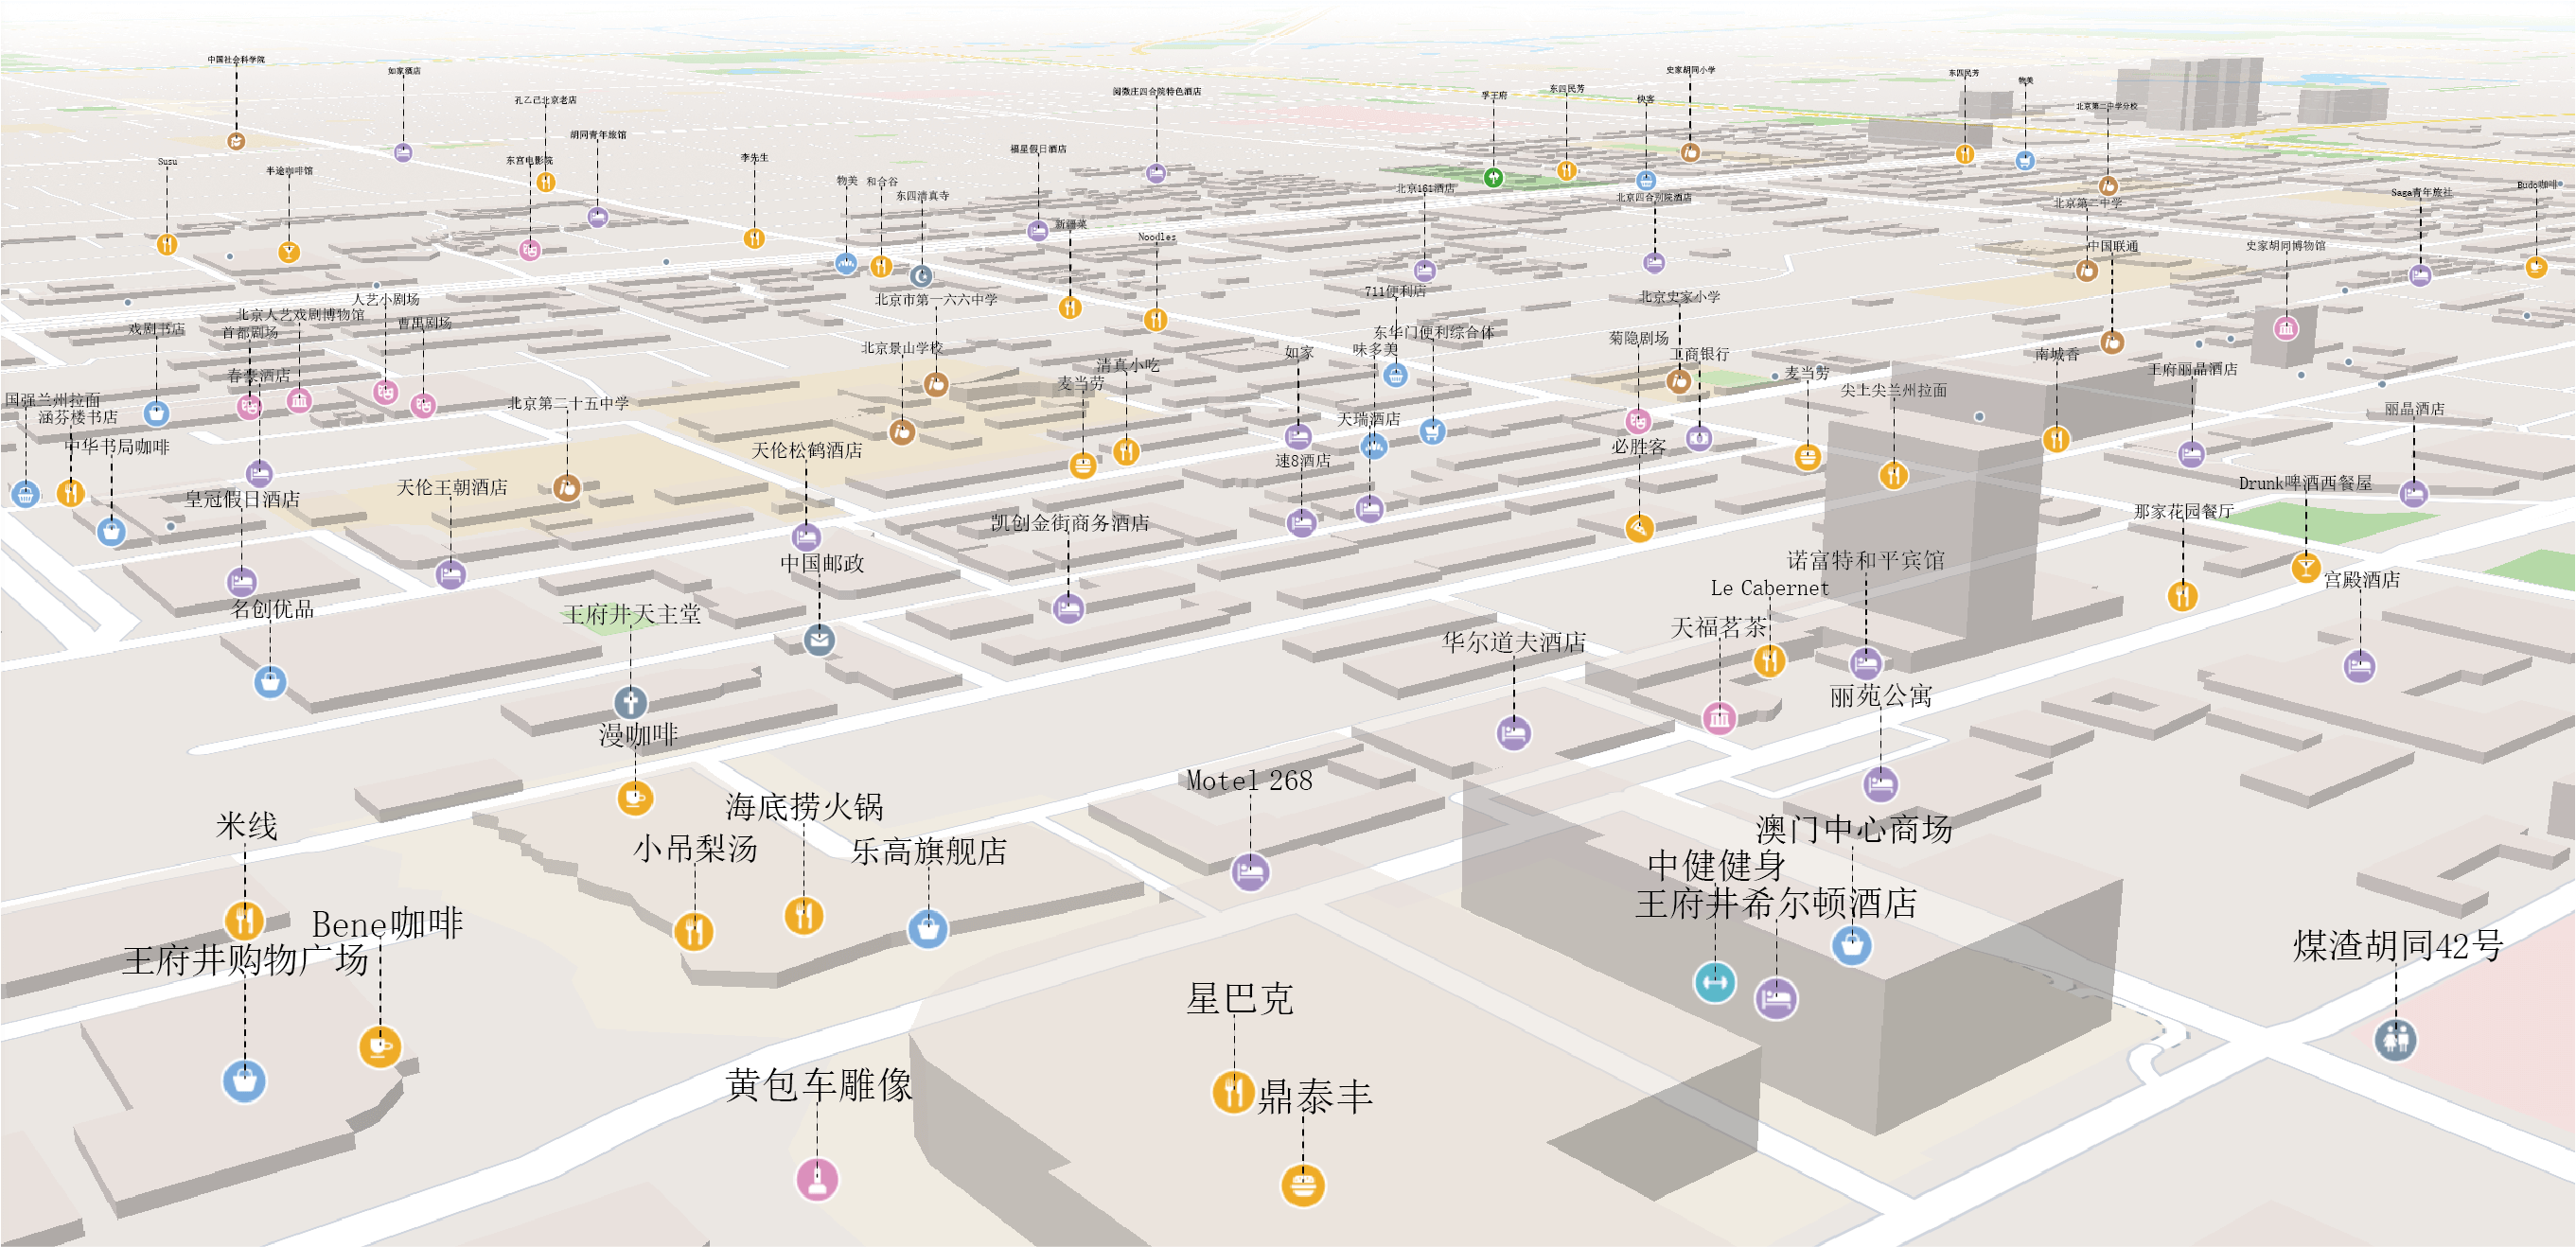 中国社会科学院
如家酒店
史家胡同小学
东四民芳
物美
阅微庄四合院特色酒店
东四民芳
孚王府
快客
孔乙己北京老店
北京第二中学分校
胡同青年旅馆
福星假日酒店
李先生
东宫电影院
Susu
半途咖啡馆
物美
和合谷
东四清真寺
北京161酒店
北京四合别院酒店
北京第二中学
Saga青年旅社
Budo咖啡
新疆菜
Noodles
中国联通
史家胡同博物馆
人艺小剧场
北京市第一六六中学
711便利店
北京史家小学
北京人艺戏剧博物馆
曹禺剧场
戏剧书店
首都剧场
东华门便利综合体
菊隐剧场
北京景山学校
味多美
如家
工商银行
南城香
清真小吃
春秦酒店
麦当劳
麦当劳
王府丽晶酒店
尖上尖兰州拉面
国强兰州拉面
涵芬楼书店
北京第二十五中学
丽晶酒店
天瑞酒店
中华书局咖啡
天伦松鹤酒店
必胜客
速8酒店
天伦王朝酒店
皇冠假日酒店
Drunk啤酒西餐屋
那家花园餐厅
凯创金街商务酒店
中国邮政
诺富特和平宾馆
宫殿酒店
Le Cabernet
名创优品
王府井天主堂
天福茗茶
华尔道夫酒店
丽苑公寓
漫咖啡
Motel 268
海底捞火锅
米线
澳门中心商场
小吊梨汤
乐高旗舰店
中健健身
王府井希尔顿酒店
Bene咖啡
煤渣胡同42号
王府井购物广场
星巴克
黄包车雕像
鼎泰丰